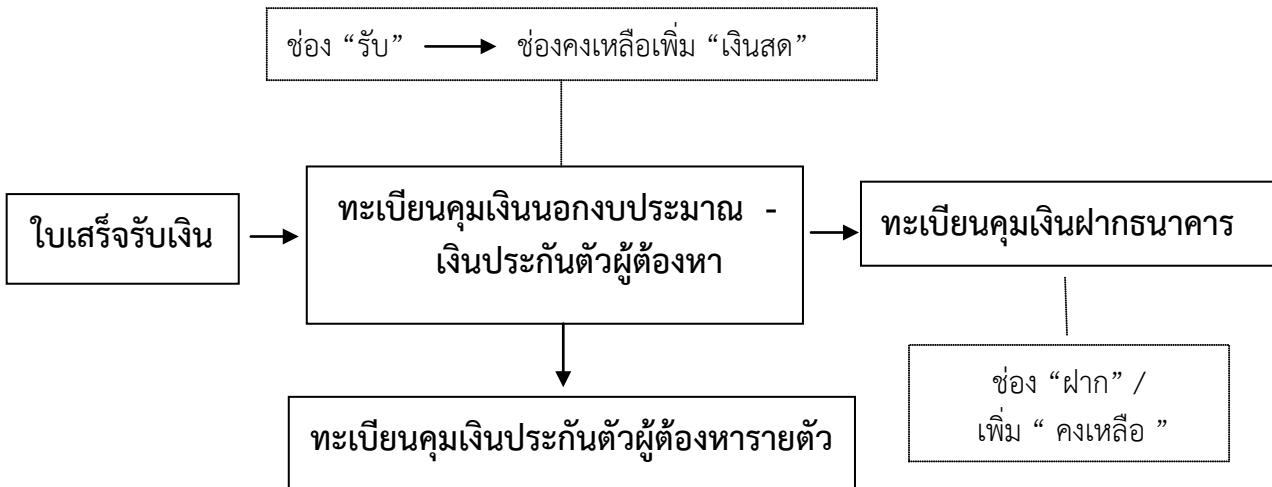 ช่อง “รับ” ช่องคงเหลือเพิ่ม “เงินสด”
ใบเสร็จรับเงิน
ทะเบียนคุมเงินนอกงบประมาณ -
เงินประกันตัวผู้ต้องหา
ทะเบียนคุมเงินฝากธนาคาร
ช่อง “ฝาก” /
เพิ่ม “ คงเหลือ ”
ทะเบียนคุมเงินประกันตัวผู้ต้องหารายตัว